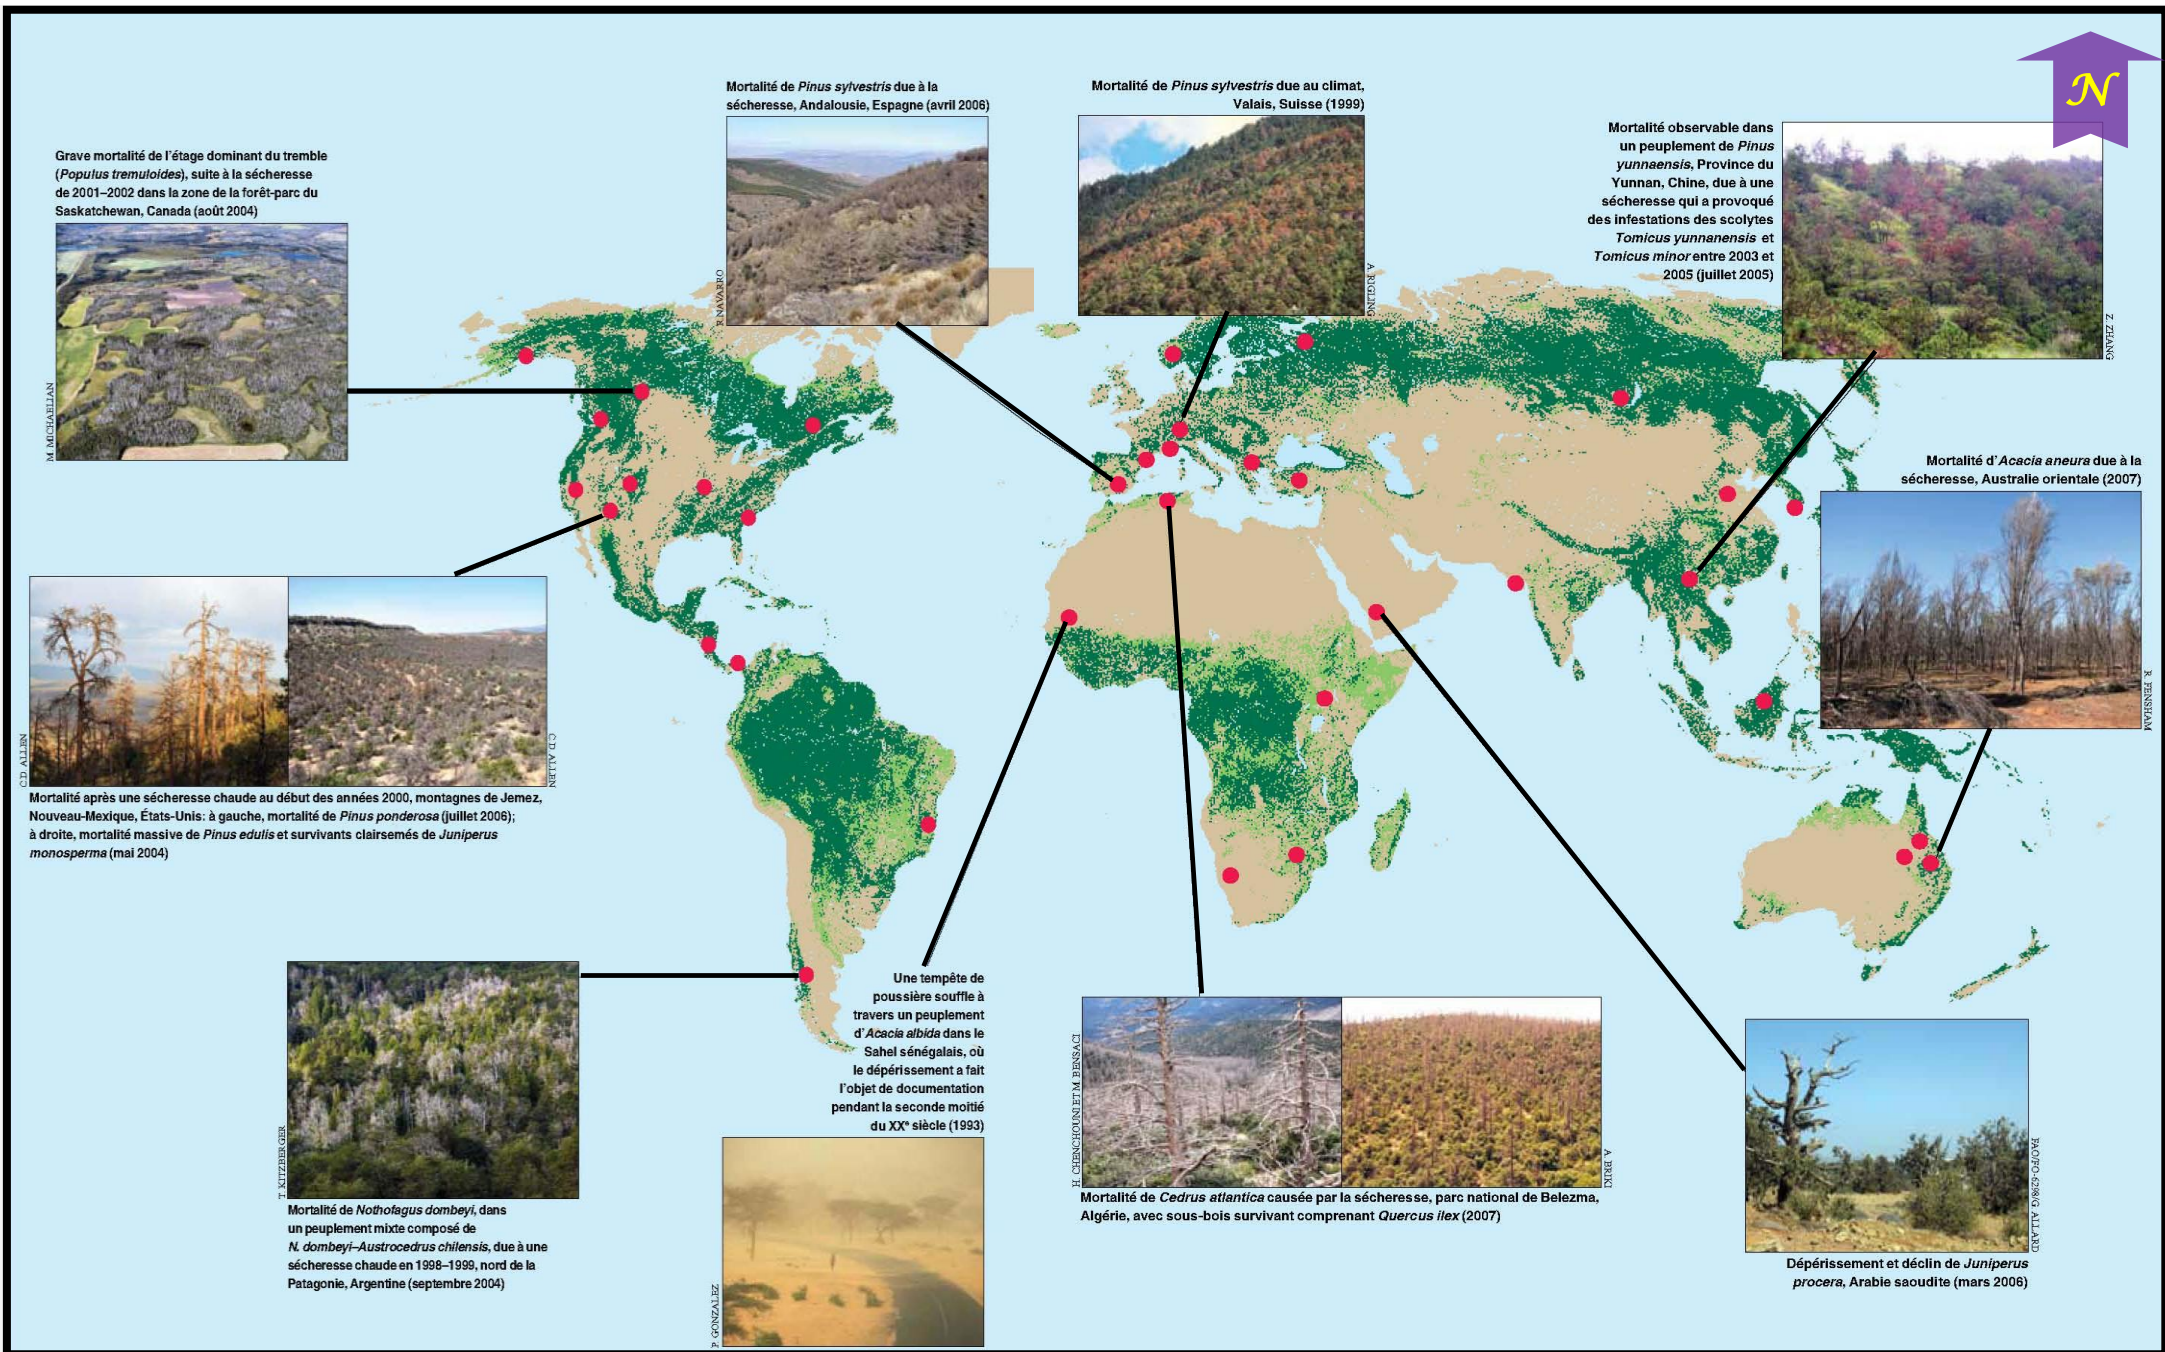 N
Mortalité de Pinus sylvestris due à la
sécheresse, Andalousie, Espagne (avril 2006)
F. NAVARRO
Mortalité de Pinus sylvestris due au climat,
Valais, Suisse (1999)
A. RIGLING
Mortalité observable dans
un peuplement de Pinus
yunnaensis, Province du
Yunnan, Chine, due à une
sécheresse qui a provoqué
des infestations des scolytes
Tomicus yunnanensis et
Tomicus minor entre 2003 et
2005 (juillet 2005)
Z. ZHANG
Grave mortalité de l'étage dominant du tremble
(Populus tremuloides), suite à la sécheresse
de 2001–2002 dans la zone de la forêt-parc du
Saskatchewan, Canada (août 2004)
M. MICHAELIAN
Mortalité d'Acacia aneura due à la
sécheresse, Australie orientale (2007)
R. FENSHAM
C.D. ALLEN
C.D. ALLEN
Mortalité après une sécheresse chaude au début des années 2000, montagnes de Jemez,
Nouveau-Mexique, États-Unis: à gauche, mortalité de Pinus ponderosa (juillet 2006);
à droite, mortalité massive de Pinus edulis et survivants clairsemés de Juniperus
monosperma (mai 2004)
T. KITZBERGER
Mortalité de Nothofagus dombeyi, dans
un peuplement mixte composé de
N. dombeyi–Austrocedrus chilensis, due à une
sécheresse chaude en 1998–1999, nord de la
Patagonie, Argentine (septembre 2004)
Une tempête de
poussière souffle à
travers un peuplement
d'Acacia albida dans le
Sahel sénégalais, où
le dépérissement a fait
l'objet de documentation
pendant la seconde moitié
du XXe siècle (1993)
P. GONZALEZ
H. CHENCHOUNI ET M. BENSACI
A. BRIKI
Mortalité de Cedrus atlantica causée par la sécheresse, parc national de Belezma,
Algérie, avec sous-bois survivant comprenant Quercus ilex (2007)
FAO/FO-6298/G. ALLARD
Dépérissement et déclin de Juniperus
procera, Arabie saoudite (mars 2006)